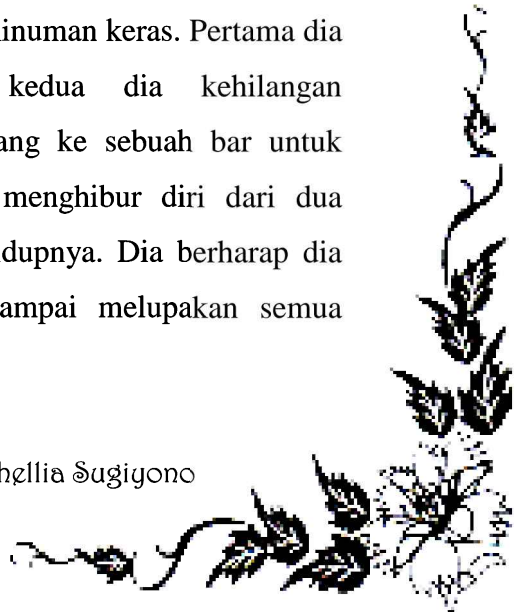 inuman keras. Pertama dia
kedua dia kehilangan
ang ke sebuah bar untuk
menghibur diri dari dua
dupnya. Dia berharap dia
ampai melupakan semua
hellia Sugiyono